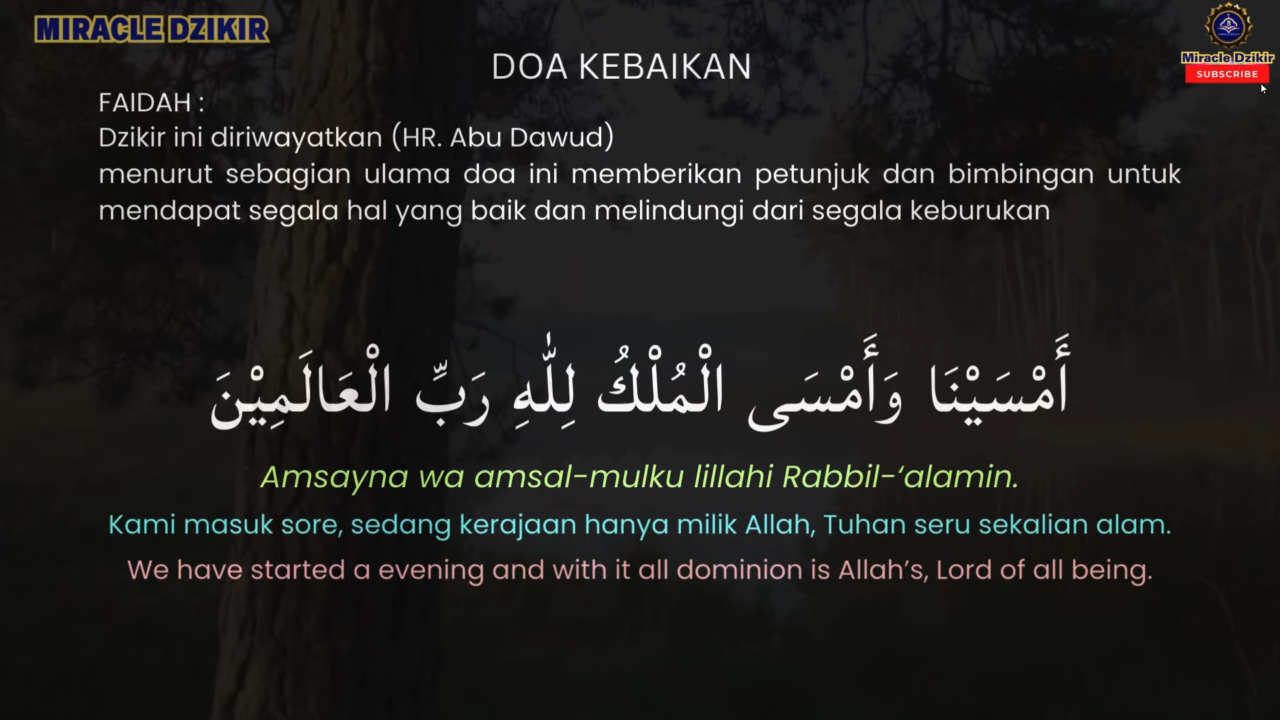 MIRACLE DZIKIR
Miracle Dzikir
SUBSCRIBE
DOA KEBAIKAN
FAIDAH :
Dzikir ini diriwayatkan (HR. Abu Dawud)
menurut sebagian ulama doa ini memberikan petunjuk dan bimbingan untuk
mendapat segala hal yang baik dan melindungi dari segala keburukan
أَمْسَيْنَا وَأَمْسَى الْمُلْكُ لِلّٰهِ رَبِّ الْعَالَمِيْنَ
Amsayna wa amsal-mulku lillahi Rabbil-‘alamin.
Kami masuk sore, sedang kerajaan hanya milik Allah, Tuhan seru sekalian alam.
We have started a evening and with it all dominion is Allah’s, Lord of all being.